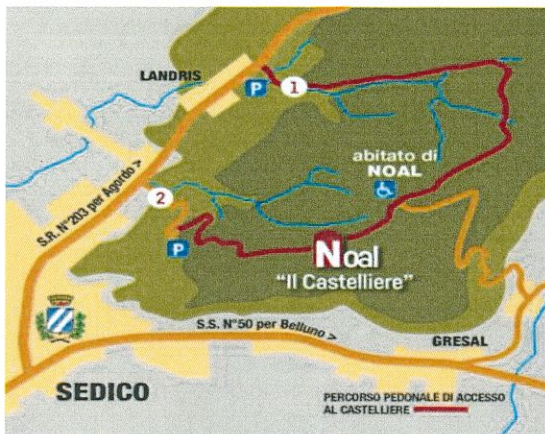 LANDRIS
P
1
abitato di
NOAL
S.R. N°203 per Agordo >
2
P
Noal
"Il Castelliere"
S.S. N°50 per Belluno >
GRESAL
SEDICO
PERCORSO PEDONALE DI ACCESSO
AL CASTELLIERE